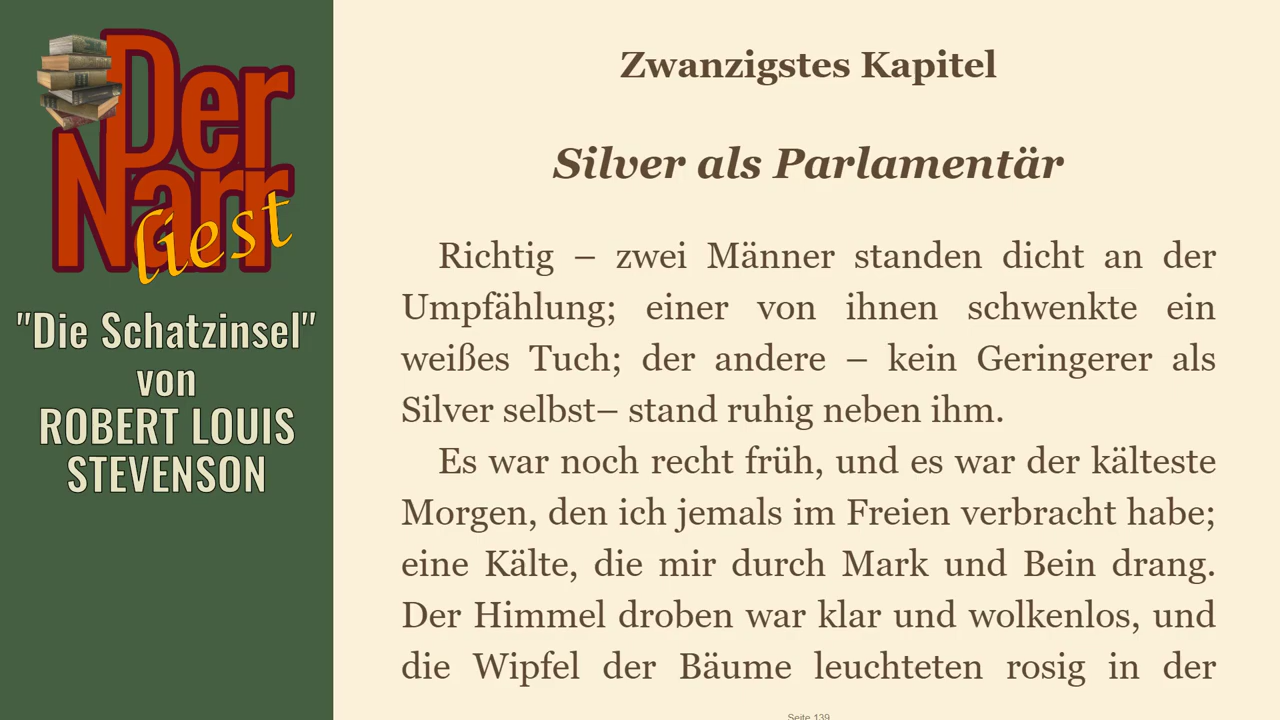 Der
Narr
liest
"Die Schatzinsel"
von
ROBERT LOUIS
STEVENSON
Zwanzigstes Kapitel
Silver als Parlamentär
Richtig – zwei Männer standen dicht an der
Umpfählung; einer von ihnen schwenkte ein
weißes Tuch; der andere – kein Geringerer als
Silver selbst– stand ruhig neben ihm.
Es war noch recht früh, und es war der kälteste
Morgen, den ich jemals im Freien verbracht habe;
eine Kälte, die mir durch Mark und Bein drang.
Der Himmel droben war klar und wolkenlos, und
die Wipfel der Bäume leuchteten rosig in der
Seite 139